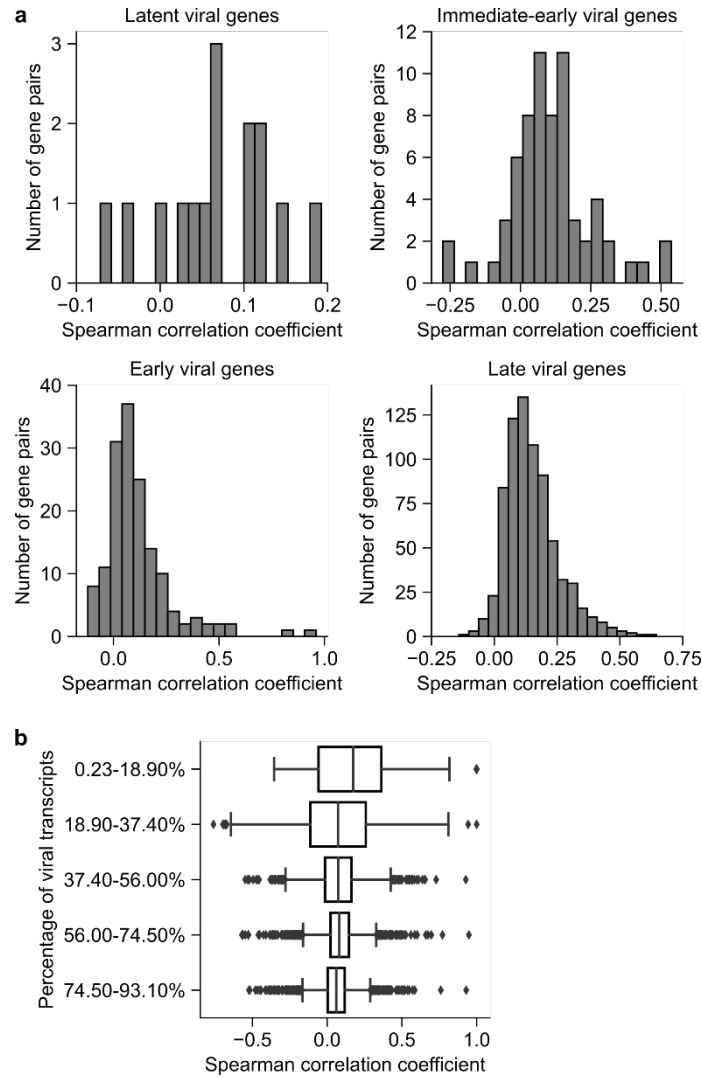 a
Latent viral genes
Number of gene pairs
3
2
1
0
−0.1
0.0
0.1
0.2
Spearman correlation coefficient
Immediate-early viral genes
Number of gene pairs
12
10
8
6
4
2
0
−0.25
0.00
0.25
0.50
Spearman correlation coefficient
Early viral genes
Number of gene pairs
40
30
20
10
0
0.0
0.5
1.0
Spearman correlation coefficient
Late viral genes
Number of gene pairs
125
100
75
50
25
0
−0.25
0.00
0.25
0.50
0.75
Spearman correlation coefficient
b
Percentage of viral transcripts
0.23-18.90%
18.90-37.40%
37.40-56.00%
56.00-74.50%
74.50-93.10%
−0.5
0.0
0.5
1.0
Spearman correlation coefficient